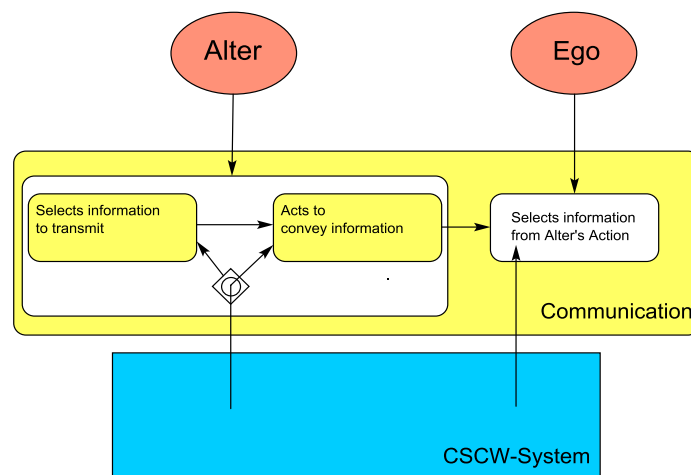 Alter
Ego
Selects information
to transmit
Acts to
convey information
Selects information
from Alter's Action
Communication
CSCW-System